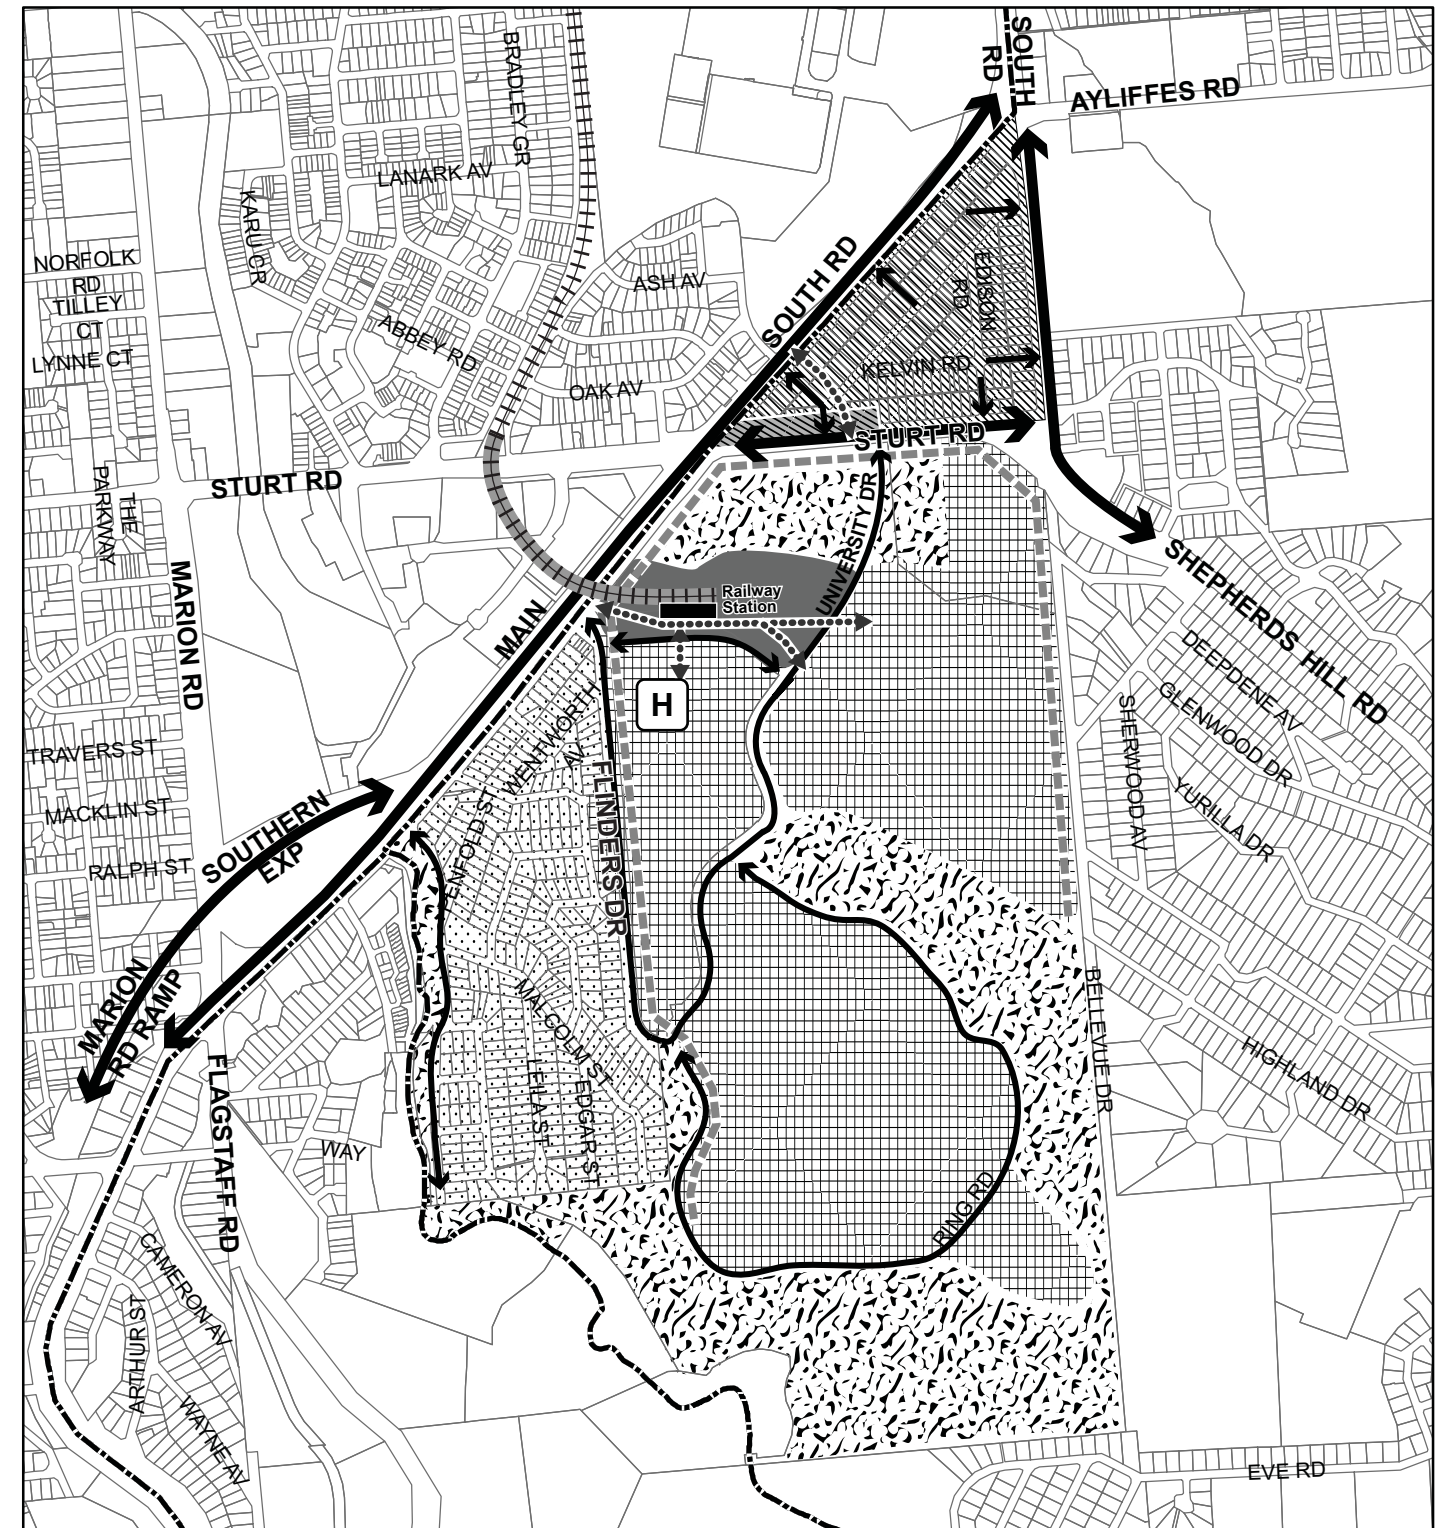 SOUTH
RD
AYLIFFES RD
BRADLEY GR
LANARK AV
KARU CR
NORFOLK
RD
TILLEY
CT
LYNNE CT
ASH AV
SOUTH RD
EDISON
RD
ABBEY RD
KELVIN RD
OAK AV
STURT RD
STURT RD
THE
PARKWAY
UNIVERSITY DR
Railway
Station
MAIN
MARION RD
SHEPHERDS HILL RD
DEEPDENE AV
GLENWOOD DR
SHERWOOD AV
YURILLA DR
H
WENTWORTH
AV
TRAVERS ST
MACKLIN ST
RALPH ST
SOUTHERN
EXP
PENFOLD ST
FLINDERS DR
MARION
RD RAMP
MALCOLM ST
LEILA ST
EDGAR ST
BELLEVUE DR
HIGHLAND DR
FLAGSTAFF RD
WAY
RING RD
CAMERON AV
ARTHUR ST
WAYNE AV
EVE RD